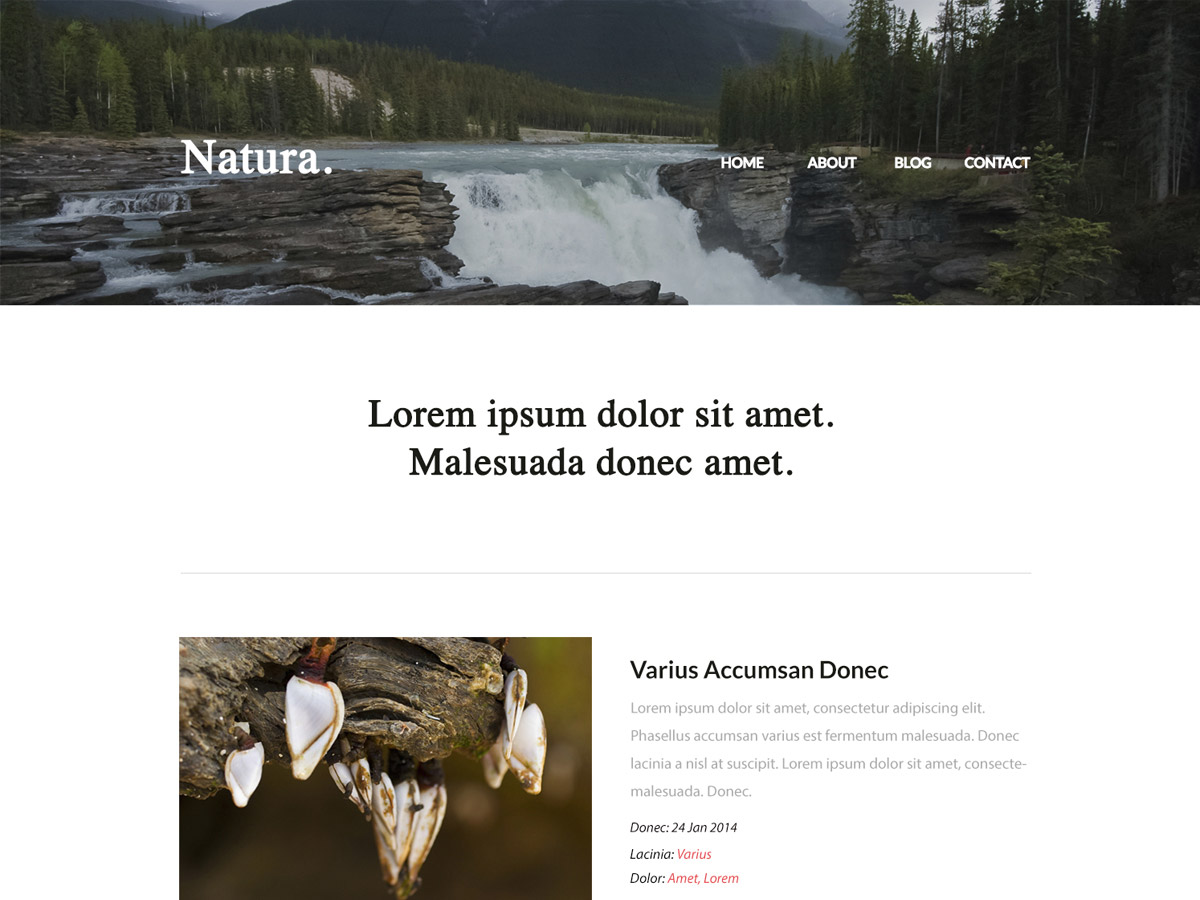 Natura.
HOME ABOUT BLOG CONTACT
Lorem ipsum dolor sit amet.
Malesuada donec amet.
Varius Accumsan Donec
Lorem ipsum dolor sit amet, consectetur adipiscing elit.
Phasellus accumsan varius est fermentum malesuada. Donec
lacinia a nisl at suscipit. Lorem ipsum dolor sit amet, consecte-
malesuada. Donec.
Donec: 24 Jan 2014
Lacinia: Varius
Dolor: Amet, Lorem